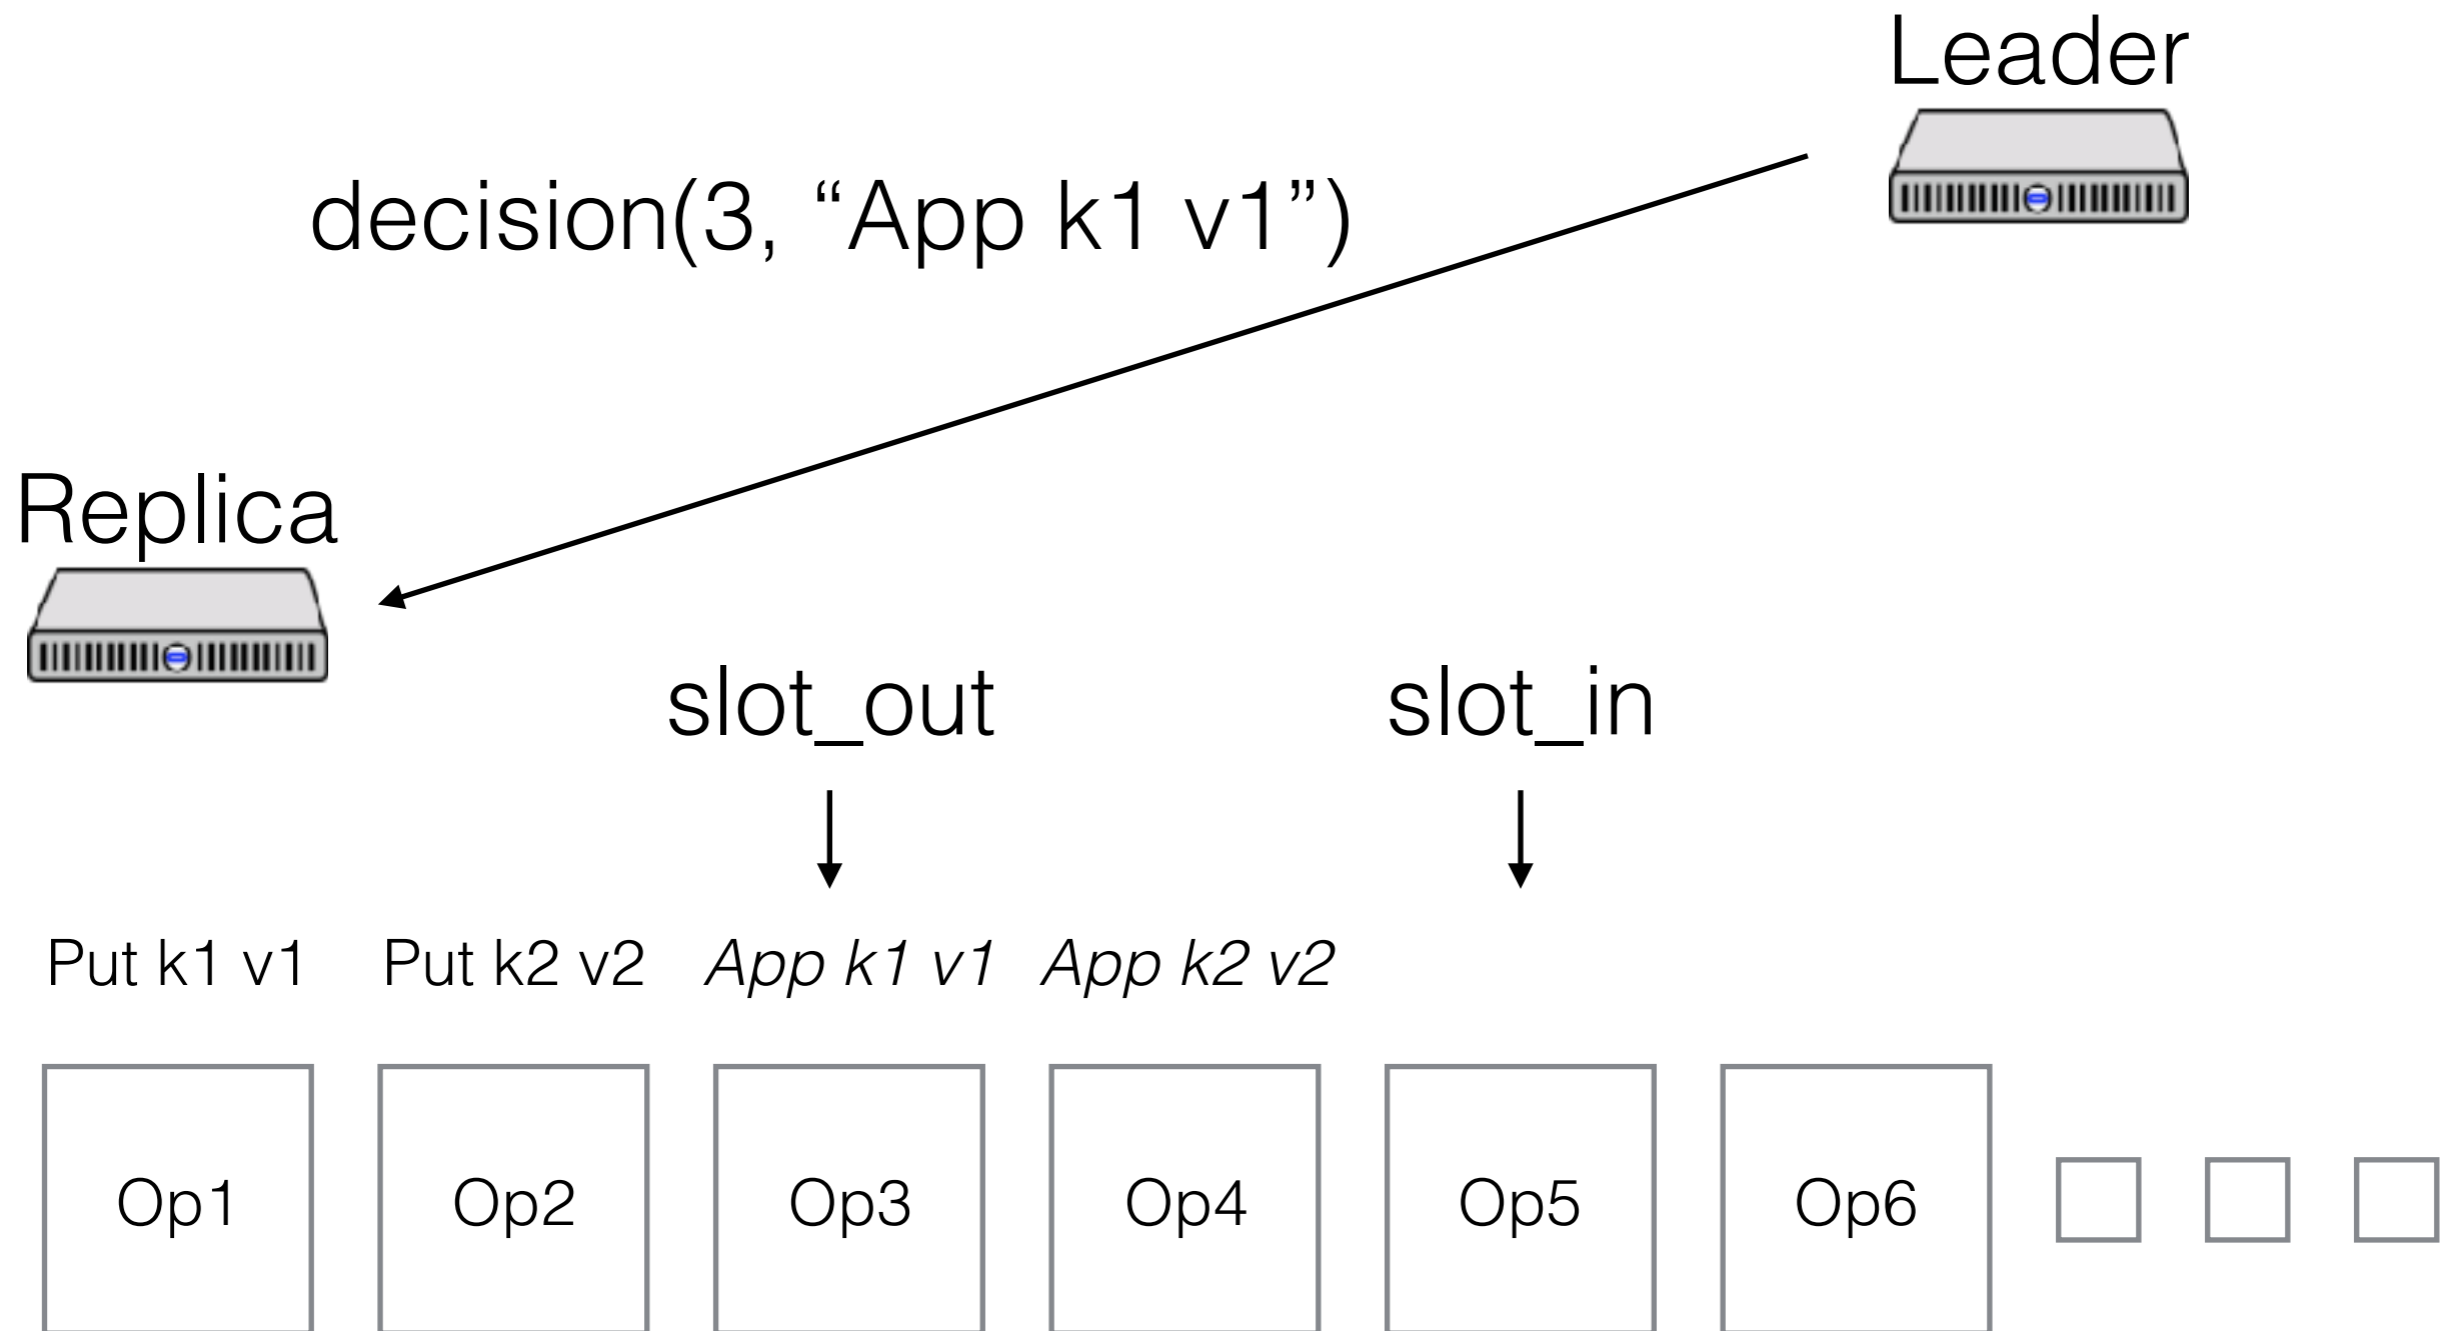 Leader
decision(3, “App k1 v1”)
Replica
slot_out slot_in
Put k1 v1 Put k2 v2 App k1 v1 App k2 v2
Op1 Op2 Op3 Op4 Op5 Op6